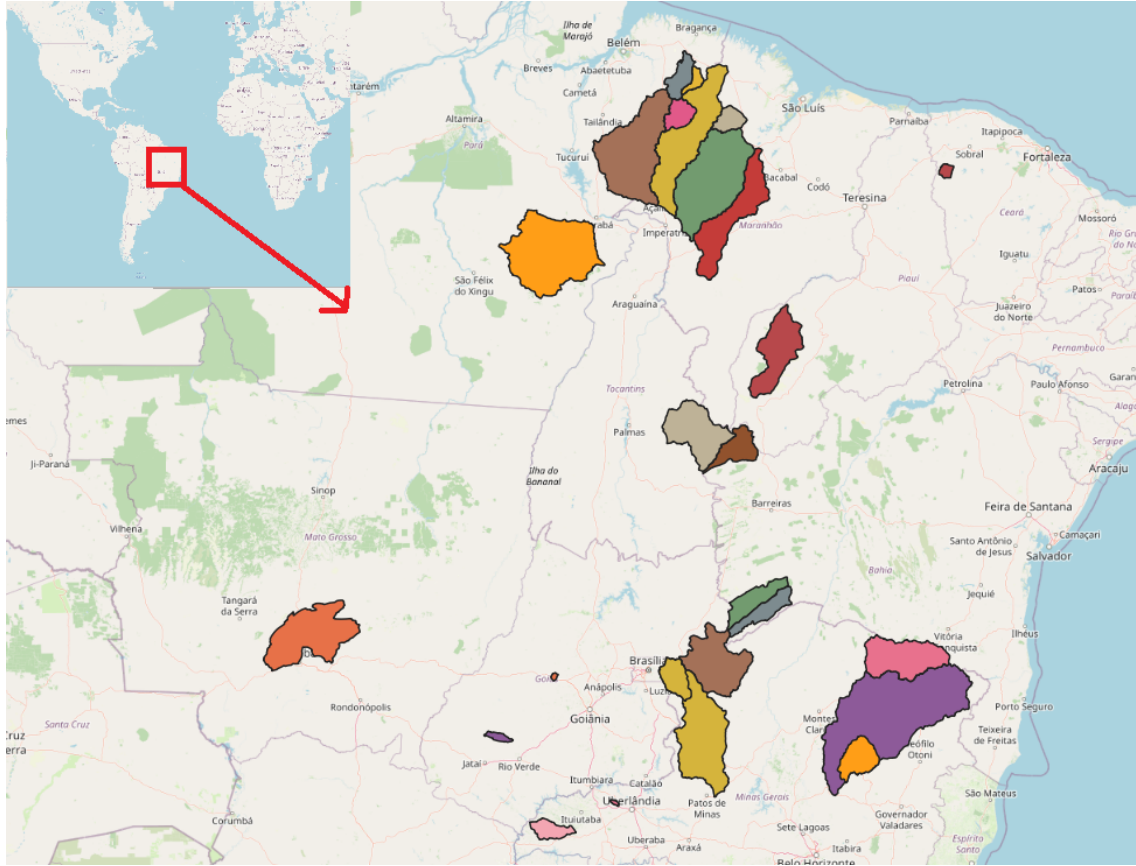 Ilha de
Marajó
Bragança
Belém
Breves
Abaetetuba
Cametá
Altamira
Pará
Tailândia
Tucuruí
São Luís
Parnaíba
Itapipoca
Sobral
Fortaleza
Bacabal
Codó
Teresina
Ceará
Mossoró
Imperatriz
Maranhão
São Félix
do Xingu
Iguatu
Piauí
Patos
Araguaína
Juazeiro
do Norte
Pernambuco
Tocantins
Petrolina
Paulo Afonso
Palmas
Sergipe
Ji-Paraná
Ilha do
Bananal
Aracaju
Sinop
Barreiras
Feira de Santana
Vilhena
Mato Grosso
Camaçari
Santo Antônio
de Jesus
Salvador
Bahia
Tangará
da Serra
Jequié
Vitória
Ilhéus
Brasília
Goiás
Anápolis
Rondonópolis
Porto Seguro
Goiânia
Santa Cruz
Teixeira
de Freitas
Jataí
Rio Verde
Itumbiara
Catalão
São Mateus
Corumbá
Uberlândia
Patos de
Minas
Minas Gerais
Ituiutaba
Governador
Valadares
Sete Lagoas
Uberaba
Araxá
Itabira
Espírito
Santo
Belo Horizonte